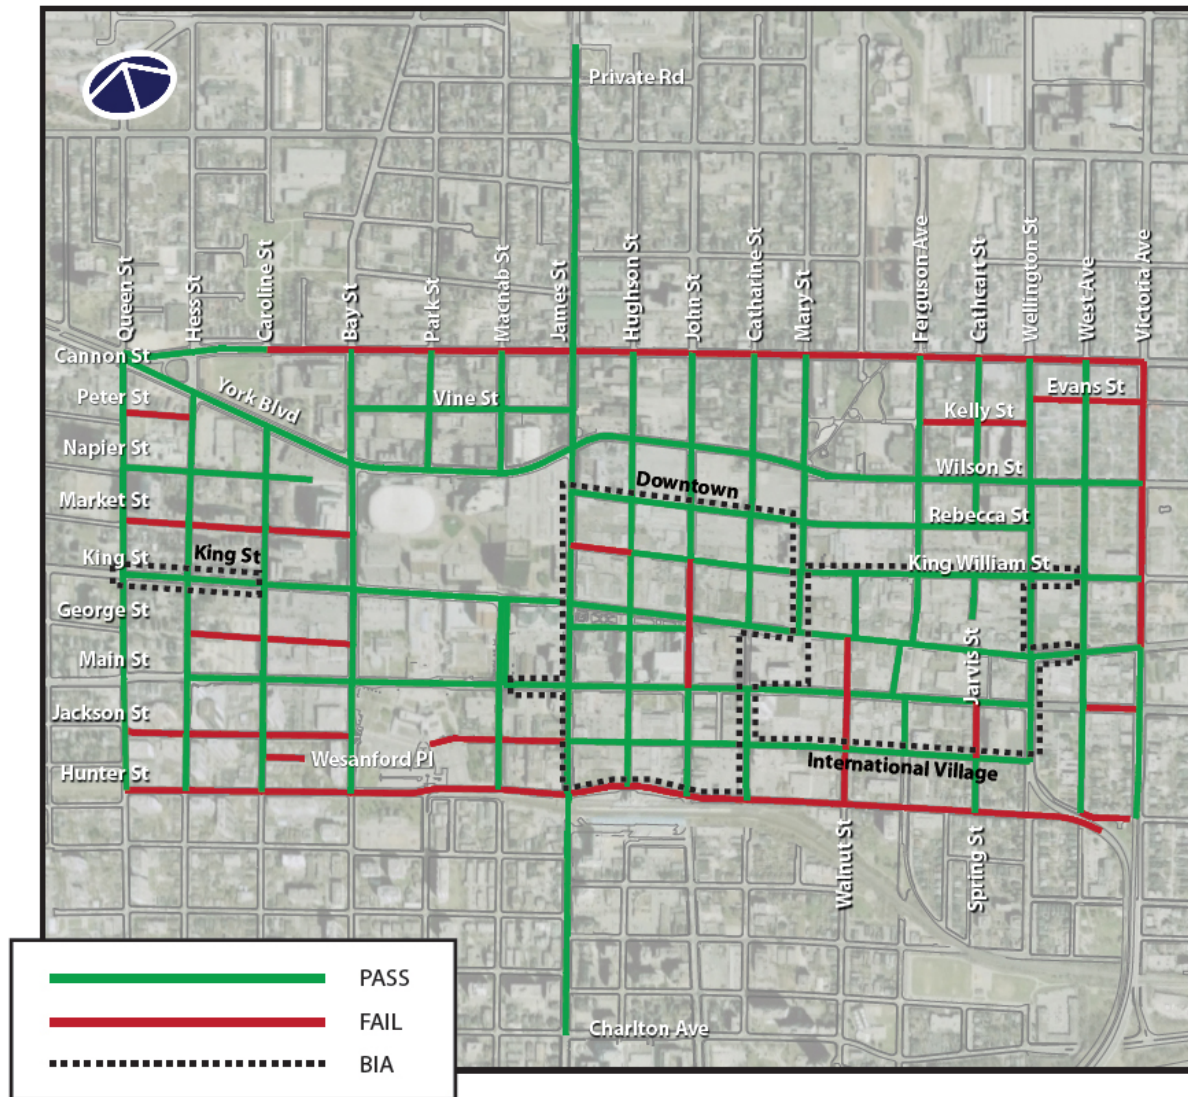 Private Rd
Queen St
Hess St
Caroline St
Bay St
Park St
Macnab St
James St
Hughson St
John St
Catharine St
Mary St
Ferguson Ave
Cathcart St
Wellington St
West Ave
Victoria Ave
Cannon St
Peter St
York Blvd
Vine St
Evans St
Kelly St
Napier St
Wilson St
Market St
Downtown
Rebecca St
King St
King St
King William St
George St
Main St
Jarvis St
Jackson St
Wesanford Pl
Hunter St
International Village
Walnut St
Spring St
Charlton Ave
PASS
FAIL
BIA